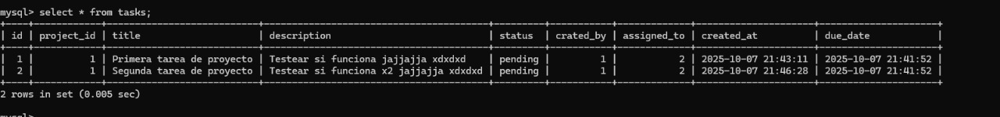 mysql> select * from tasks;
+----+------------+---------------------------+--------------------------------------+---------+-----------+-------------+---------------------+---------------------+
| id | project_id | title                     | description                          | status  | crated_by | assigned_to | created_at          | due_date            |
+----+------------+---------------------------+--------------------------------------+---------+-----------+-------------+---------------------+---------------------+
|  1 |          1 | Primera tarea de proyecto | Testear si funciona jajjajja xdxdxd  | pending |         1 |           2 | 2025-10-07 21:43:11 | 2025-10-07 21:41:52 |
|  2 |          1 | Segunda tarea de proyecto | Testear si funciona x2 jajjajja xdxdxd | pending |         1 |           2 | 2025-10-07 21:46:28 | 2025-10-07 21:41:52 |
+----+------------+---------------------------+--------------------------------------+---------+-----------+-------------+---------------------+---------------------+
2 rows in set (0.005 sec)
mysql>